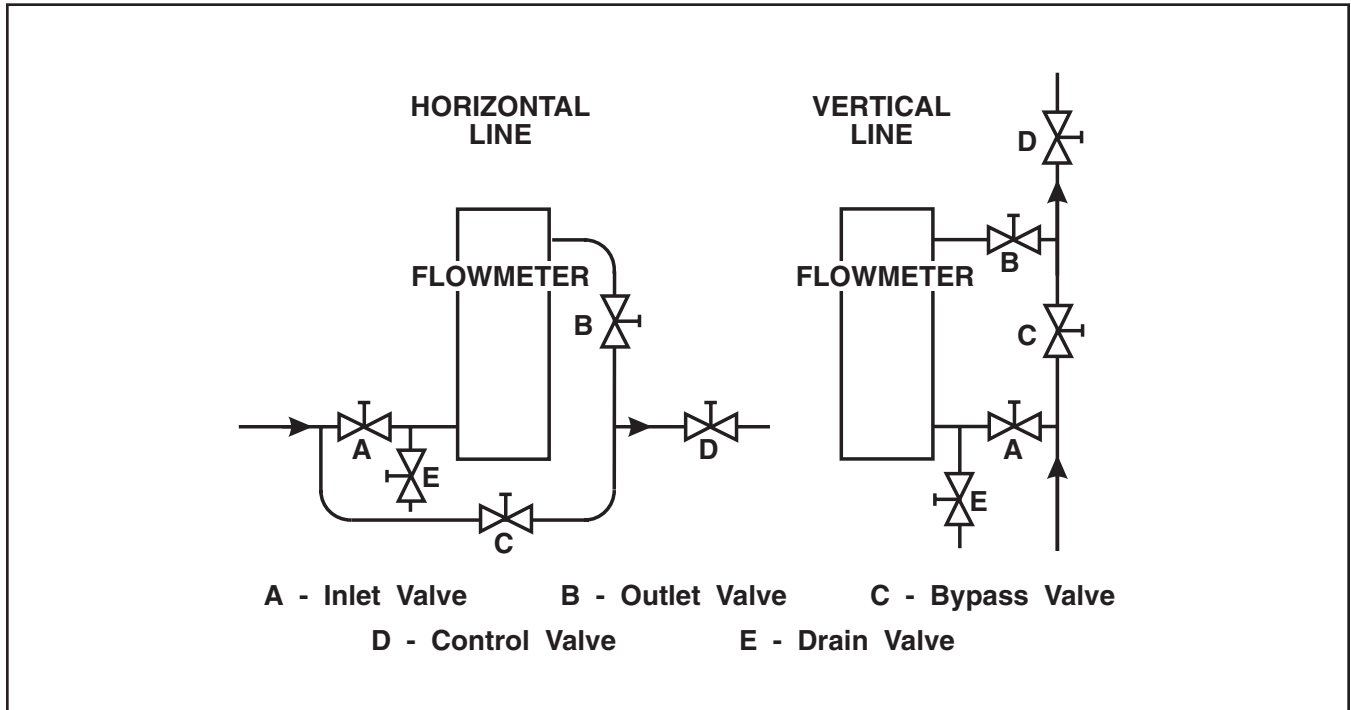 HORIZONTAL
LINE
FLOWMETER
B
A
E
D
C
VERTICAL
LINE
D
B
FLOWMETER
C
A
E
A - Inlet Valve B - Outlet Valve C - Bypass Valve
D - Control Valve E - Drain Valve